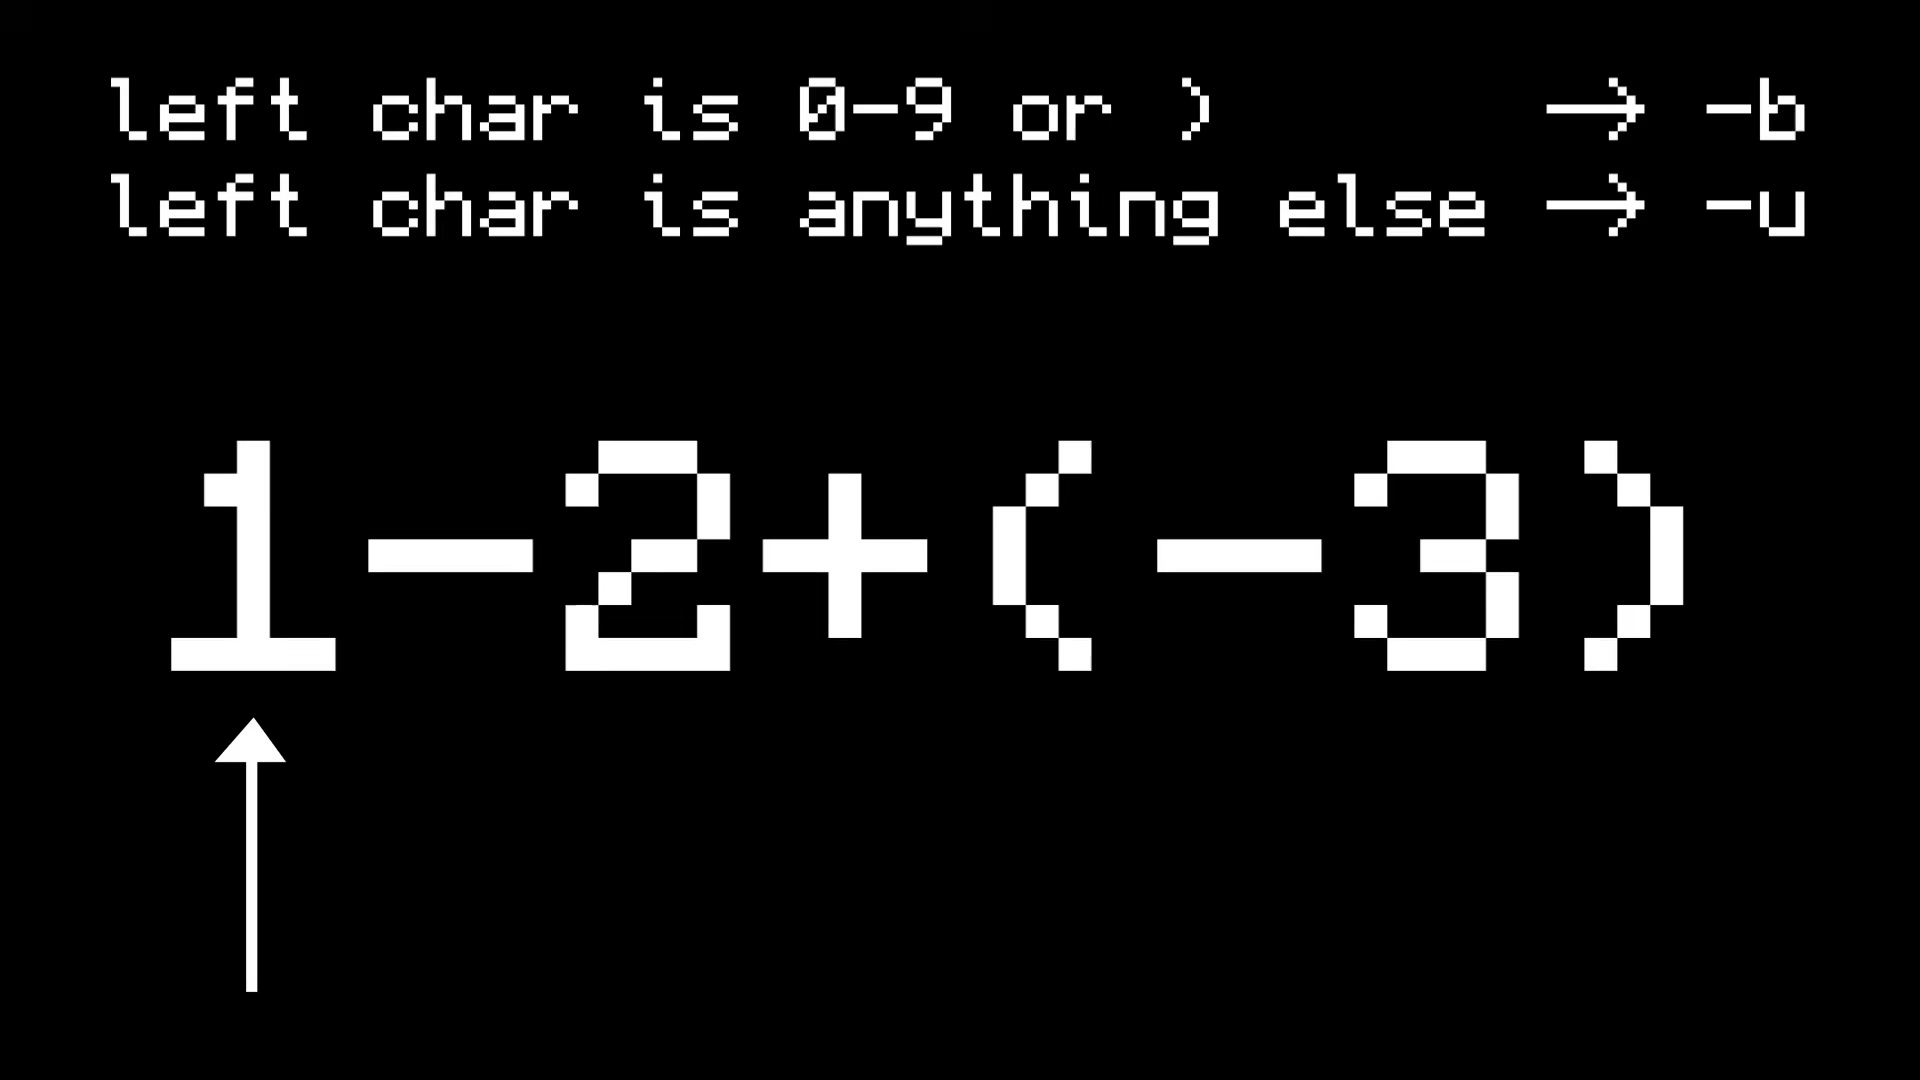 left char is 0-9 or ) → -b
left char is anything else → -u
1-2+(-3)